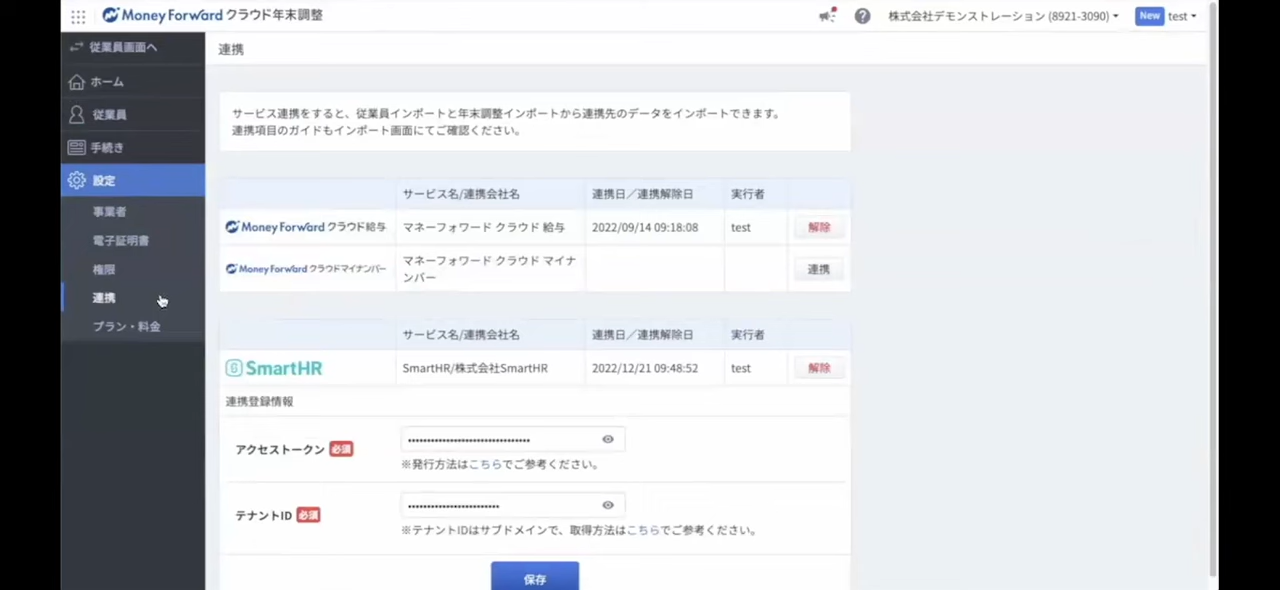 Money Forward クラウド年末調整
株式会社デモンストレーション (8921-3090)
New test
従業員画面へ
ホーム
従業員
手続き
設定
事業者
電子証明書
権限
連携
プラン・料金
連携
サービス連携をすると、従業員インポートと年末調整インポートから連携先のデータをインポートできます。
連携項目のガイドもインポート画面にてご確認ください。
サービス名/連携会社名 連携日／連携解除日 実行者
Money Forward クラウド給与 マネーフォワード クラウド 給与 2022/09/14 09:18:08 test 解除
Money Forward クラウドマイナンバー マネーフォワード クラウド マイナ
ンバー 連携
サービス名/連携会社名 連携日／連携解除日 実行者
SmartHR SmartHR/株式会社SmartHR 2022/12/21 09:48:52 test 解除
連携登録情報
アクセストークン 必須
※発行方法はこちらでご参考ください。
テナントID 必須
※テナントIDはサブドメインで、取得方法はこちらでご参考ください。
保存